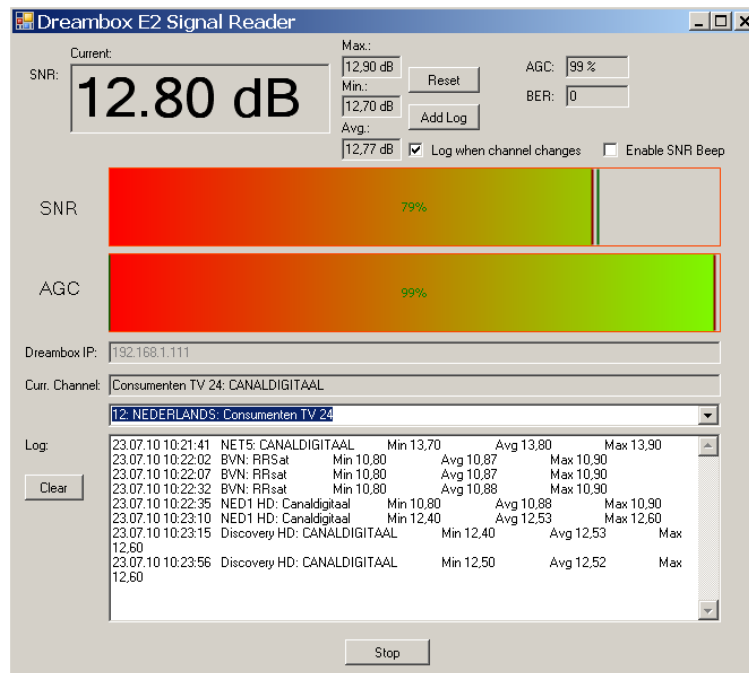 Dreambox E2 Signal Reader
Current:
SNR:
12.80 dB
Max.:
12,90 dB
Min.:
12,70 dB
Avg.:
12,77 dB
Reset
Add Log
AGC: 99 %
BER: 0
Log when channel changes
Enable SNR Beep
SNR
79%
AGC
99%
Dreambox IP: 192.168.1.111
Curr. Channel: Consumenten TV 24: CANALDIGITAAL
12: NEDERLANDS: Consumenten TV 24
Log:
Clear
23.07.10 10:21:41 NET5: CANALDIGITAAL Min 13,70 Avg 13,80 Max 13,90
23.07.10 10:22:02 BVN: RRSat Min 10,80 Avg 10,87 Max 10,90
23.07.10 10:22:07 BVN: RRsat Min 10,80 Avg 10,87 Max 10,90
23.07.10 10:22:32 BVN: RRsat Min 10,80 Avg 10,88 Max 10,90
23.07.10 10:22:35 NED1 HD: Canaldigitaal Min 10,80 Avg 10,88 Max 10,90
23.07.10 10:23:10 NED1 HD: Canaldigitaal Min 12,40 Avg 12,53 Max 12,60
23.07.10 10:23:15 Discovery HD: CANALDIGITAAL Min 12,40 Avg 12,53 Max
12,60
23.07.10 10:23:56 Discovery HD: CANALDIGITAAL Min 12,50 Avg 12,52 Max
12,60
Stop